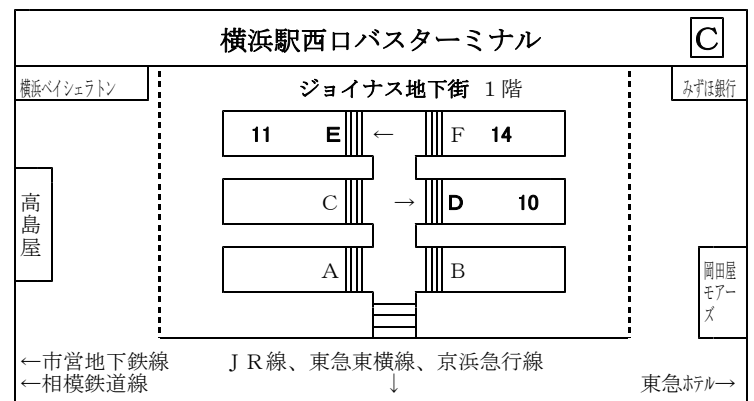 横浜駅西口バスターミナル C
横浜ベイシェラトン
ジョイナス地下街 1階
みずほ銀行
11 E ← F 14
高島屋
C → D 10
A B
岡田屋
モアーズ
←市営地下鉄線 JR線、東急東横線、京浜急行線
←相模鉄道線 ↓ 東急ホテル→